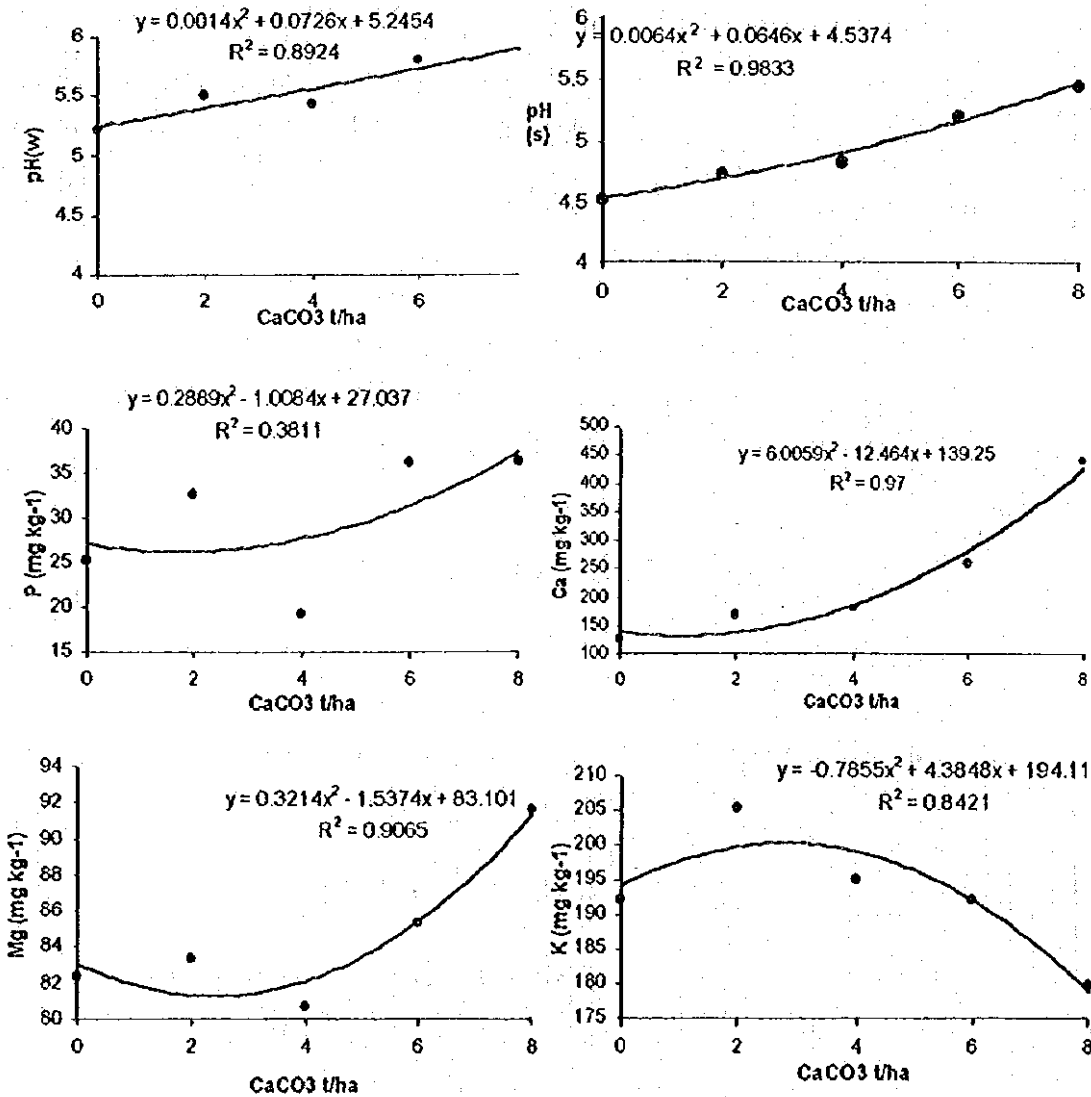 y = 0.0014x² + 0.0726x + 5.2454
R² = 0.8924
6
5.5
5
4.5
4
pH(w)
0
2
4
6
CaCO3 t/ha
y = 0.0064x² + 0.0646x + 4.5374
R² = 0.9833
6
5.5
5
4.5
4
pH
(s)
0
2
4
6
8
CaCO3 t/ha
y = 0.2889x² - 1.0084x + 27.037
R² = 0.3811
40
35
30
25
20
15
P (mg kg-1)
0
2
4
6
8
CaCO3 t/ha
y = 6.0059x² - 12.464x + 139.25
R² = 0.97
500
450
400
350
300
250
200
150
100
Ca (mg kg-1)
0
2
4
6
8
CaCO3 t/ha
y = 0.3214x² - 1.5374x + 83.101
R² = 0.9065
94
92
90
88
86
84
82
80
Mg (mg kg-1)
0
2
4
6
8
CaCO3 t/ha
y = -0.7855x² + 4.3848x + 194.11
R² = 0.8421
210
205
200
195
190
185
180
175
K (mg kg-1)
0
2
4
6
8
CaCO3 t/ha